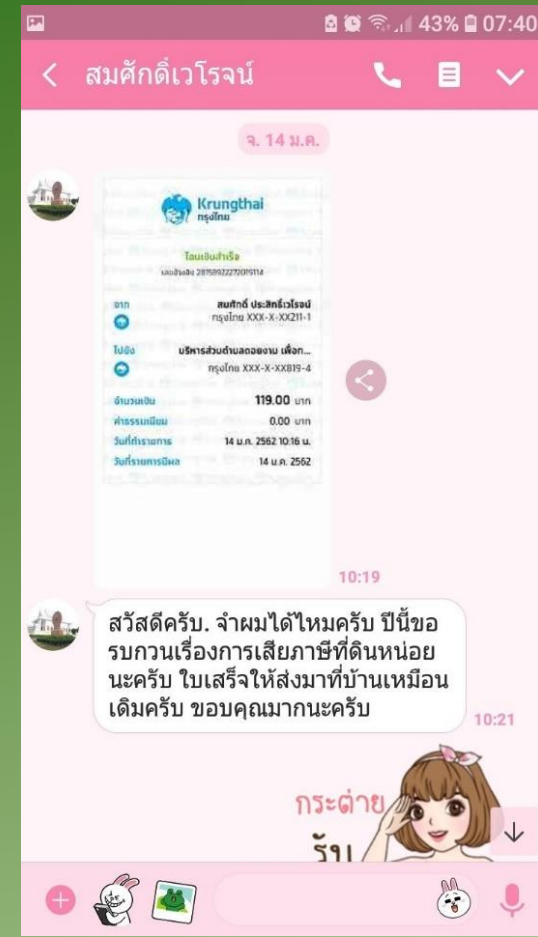 43% 07:40
สมศักดิ์เวโรจน์
จ. 14 ม.ค.
Krungthai
กรุงไทย
โอนเงินสำเร็จ
จาก สมศักดิ์ ประสิทธิ์วโรจน์
กรุงไทย XXX-X-XX211-1
ไปยัง บริหารส่วนตำบลดอยงาม เพื่อก...
กรุงไทย XXX-X-XX819-4
จำนวนเงิน 119.00 บาท
ค่าธรรมเนียม 0.00 บาท
วันที่ทำรายการ 14 ม.ค. 2562 10:16 น.
วันที่รายการมีผล 14 ม.ค. 2562
10:19
สวัสดีครับ. จำผมได้ไหมครับ ปีนี้ขอ
รบกวนเรื่องการเสียภาษีที่ดินหน่อย
นะครับ ใบเสร็จให้ส่งมาที่บ้านเหมือน
เดิมครับ ขอบคุณมากนะครับ
10:21
กระต่าย
รับ